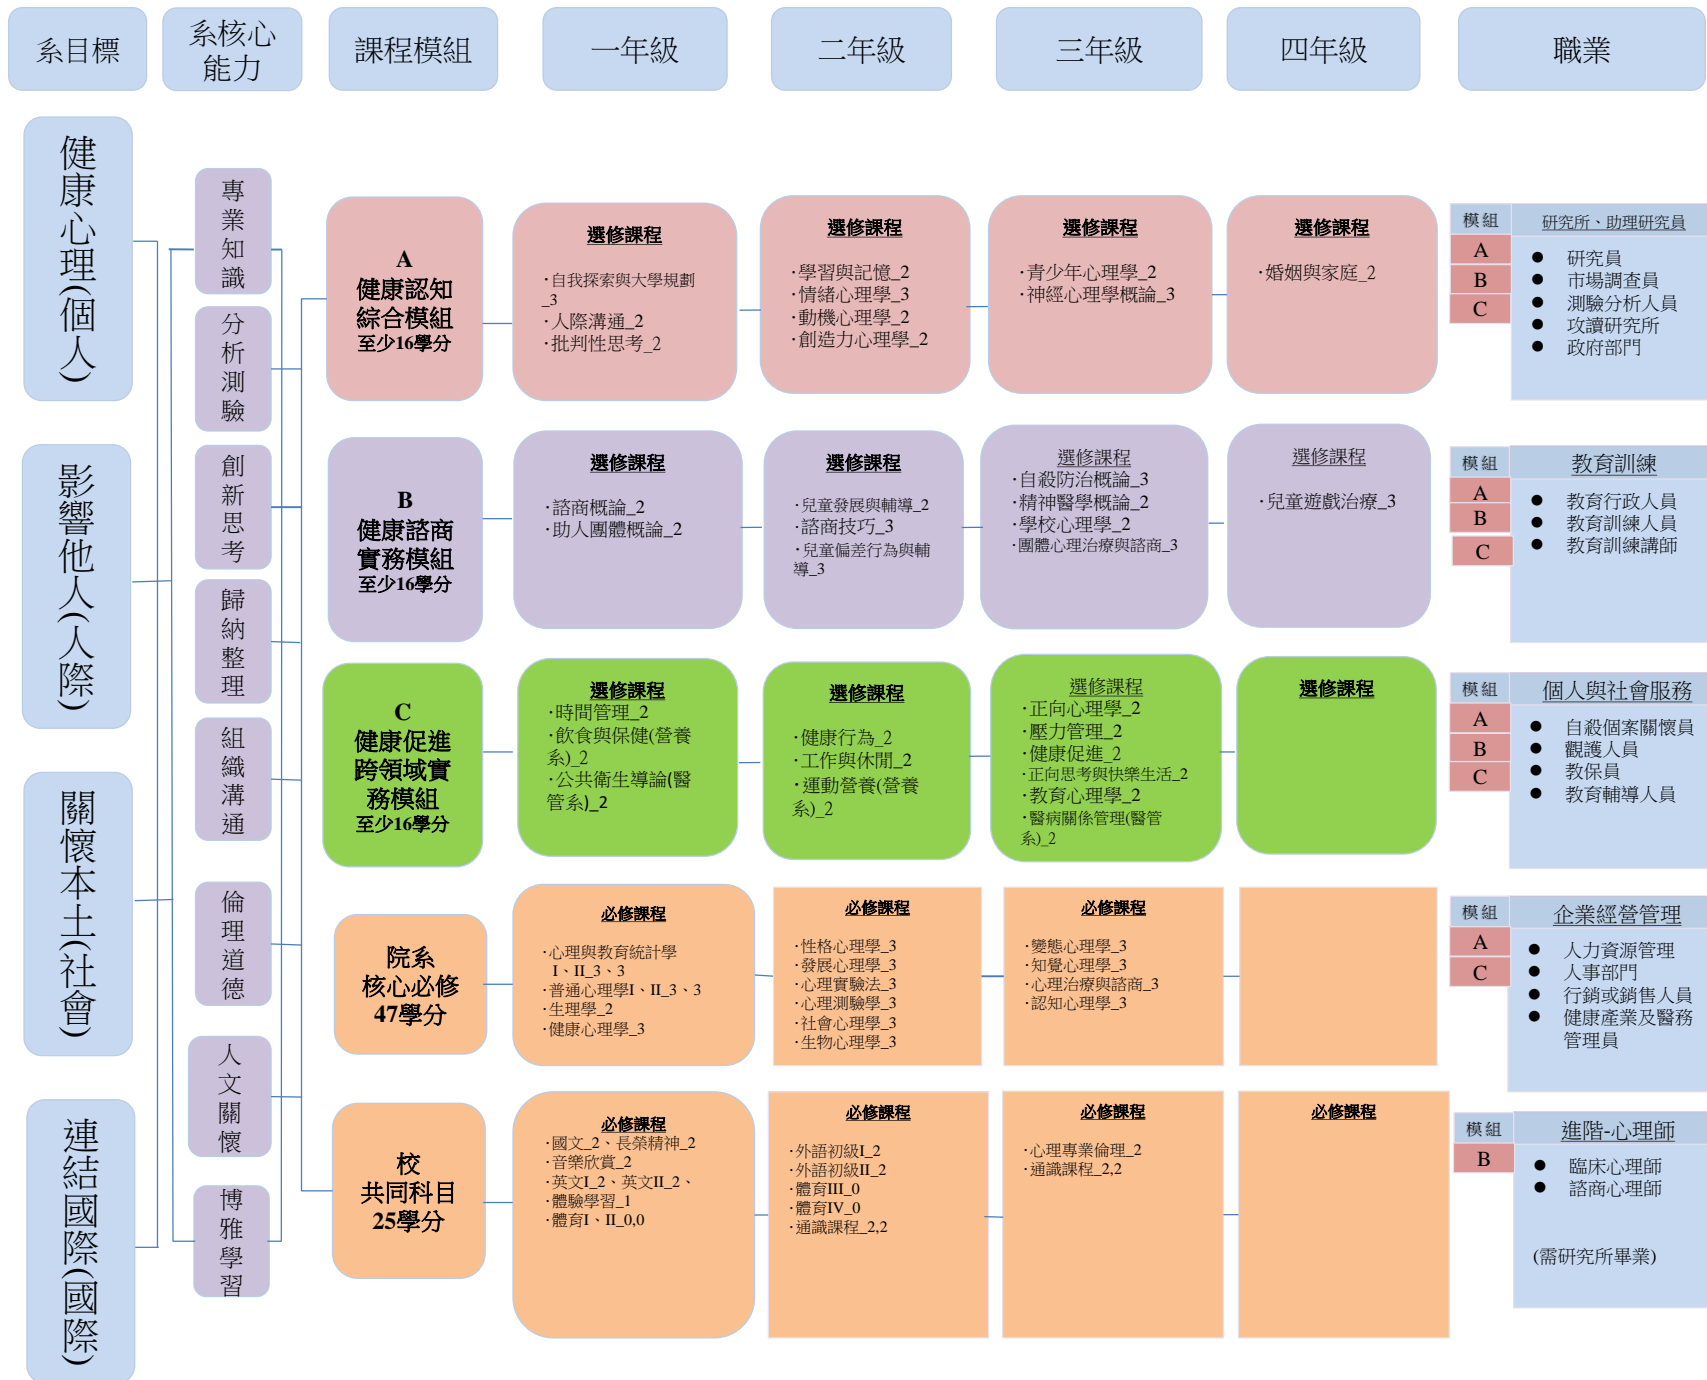 系目標
系核心
能力
課程模組
一年級
二年級
三年級
四年級
職業
健康心理(個人)
影響他人(人際)
關懷本土(社會)
連結國際(國際)
專業知識
分析測驗
創新思考
歸納整理
組織溝通
倫理道德
人文關懷
博雅學習
A
健康認知
綜合模組
至少16學分
選修課程
·自我探索與大學規劃
_3
·人際溝通_2
·批判性思考_2
選修課程
·學習與記憶_2
·情緒心理學_3
·動機心理學_2
·創造力心理學_2
選修課程
·青少年心理學_2
·神經心理學概論_3
選修課程
·婚姻與家庭_2
模組
A
B
C
研究所、助理研究員
● 研究員
● 市場調查員
● 測驗分析人員
● 攻讀研究所
● 政府部門
B
健康諮商
實務模組
至少16學分
選修課程
·諮商概論_2
·助人團體概論_2
選修課程
·兒童發展與輔導_2
·諮商技巧_3
·兒童偏差行為與輔
導_3
選修課程
·自殺防治概論_3
·精神醫學概論_2
·學校心理學_2
·團體心理治療與諮商_3
選修課程
·兒童遊戲治療_3
模組
A
B
C
教育訓練
● 教育行政人員
● 教育訓練人員
● 教育訓練講師
C
健康促進
跨領域實
務模組
至少16學分
選修課程
·時間管理_2
·飲食與保健(營養
系)_2
·公共衛生導論(醫
管系)_2
選修課程
·健康行為_2
·工作與休閒_2
·運動營養(營養
系)_2
選修課程
·正向心理學_2
·壓力管理_2
·健康促進_2
·正向思考與快樂生活_2
·教育心理學_2
·醫病關係管理(醫管
系)_2
選修課程
模組
A
B
C
個人與社會服務
● 自殺個案關懷員
● 觀護人員
● 教保員
● 教育輔導人員
院系
核心必修
47學分
必修課程
·心理與教育統計學
I、II_3、3
·普通心理學I、II_3、3
·生理學_2
·健康心理學_3
必修課程
·性格心理學_3
·發展心理學_3
·心理實驗法_3
·心理測驗學_3
·社會心理學_3
·生物心理學_3
必修課程
·變態心理學_3
·知覺心理學_3
·心理治療與諮商_3
·認知心理學_3
模組
A
C
企業經營管理
● 人力資源管理
● 人事部門
● 行銷或銷售人員
● 健康產業及醫務
管理員
校
共同科目
25學分
必修課程
·國文_2、長榮精神_2
·音樂欣賞_2
·英文I_2、英文II_2、
·體驗學習_1
·體育I、II_0,0
必修課程
·外語初級I_2
·外語初級II_2
·體育III_0
·體育IV_0
·通識課程_2,2
必修課程
·心理專業倫理_2
·通識課程_2,2
必修課程
模組
B
進階-心理師
● 臨床心理師
● 諮商心理師
(需研究所畢業)